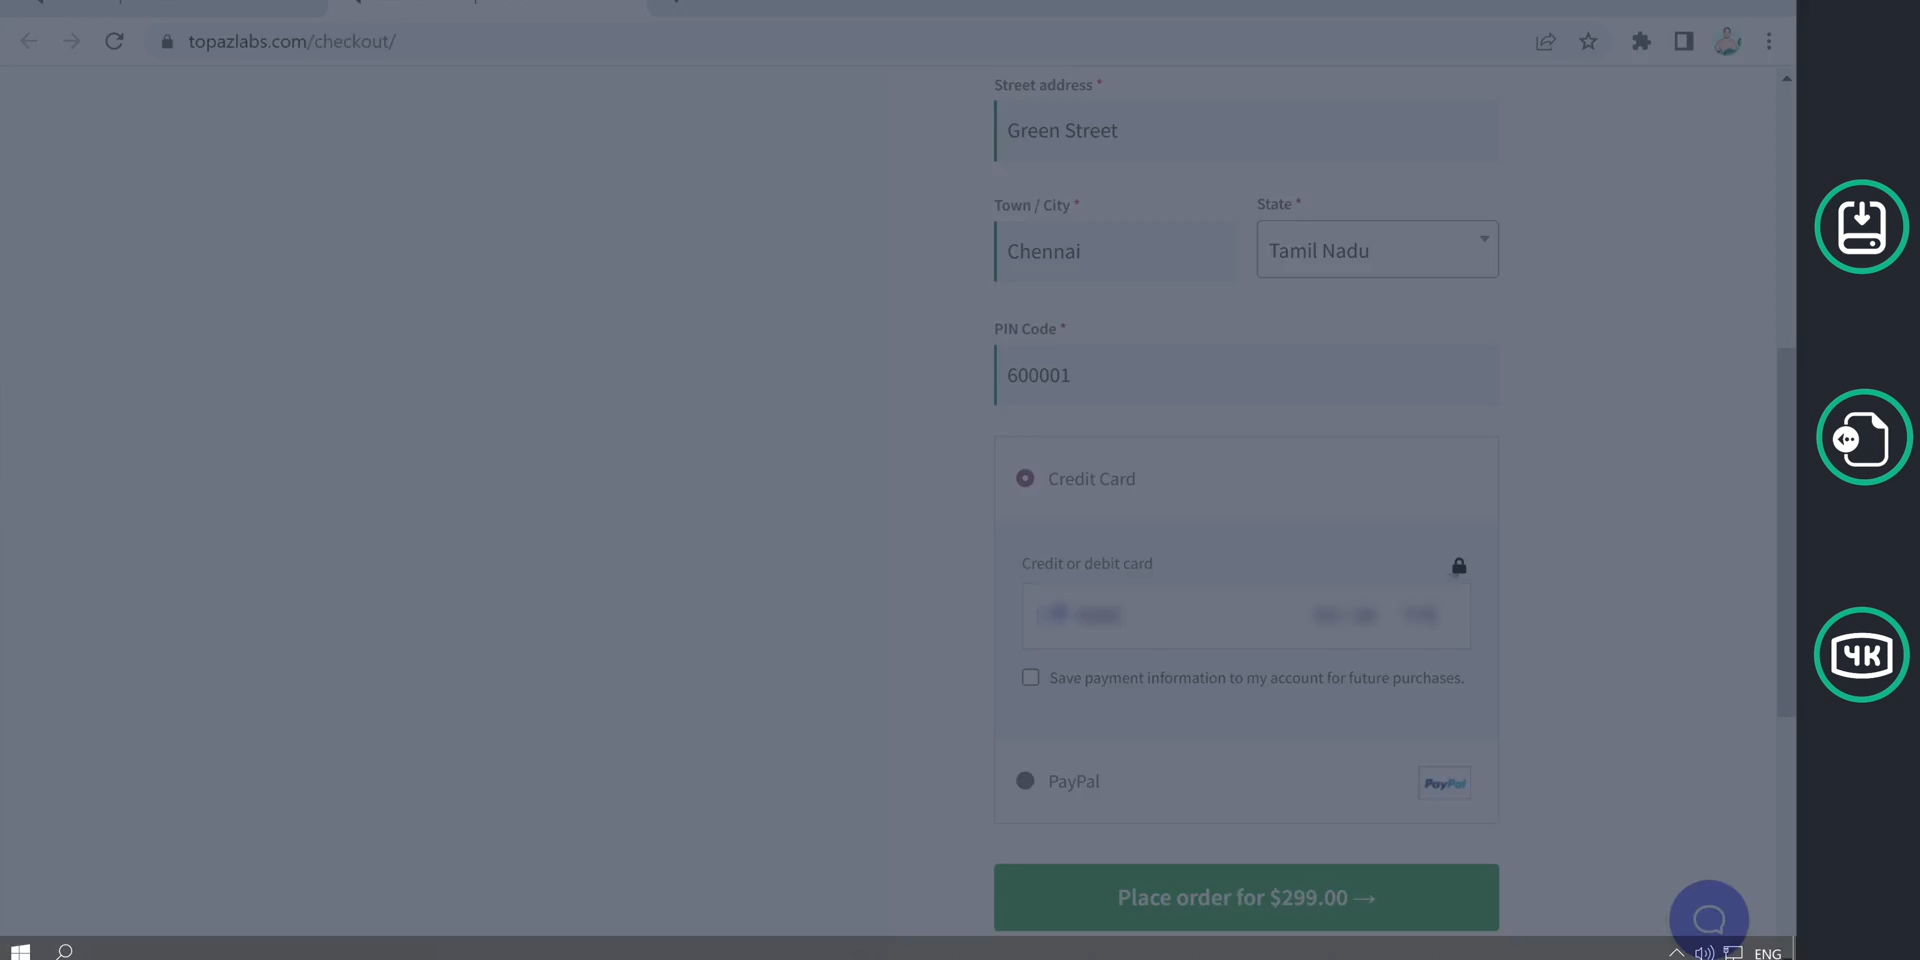 topazlabs.com/checkout/
Street address *
Green Street
Town / City *
State *
Chennai
Tamil Nadu
PIN Code *
600001
Credit Card
Credit or debit card
Save payment information to my account for future purchases.
PayPal
PayPal
Place order for $299.00 →
4K
ENG